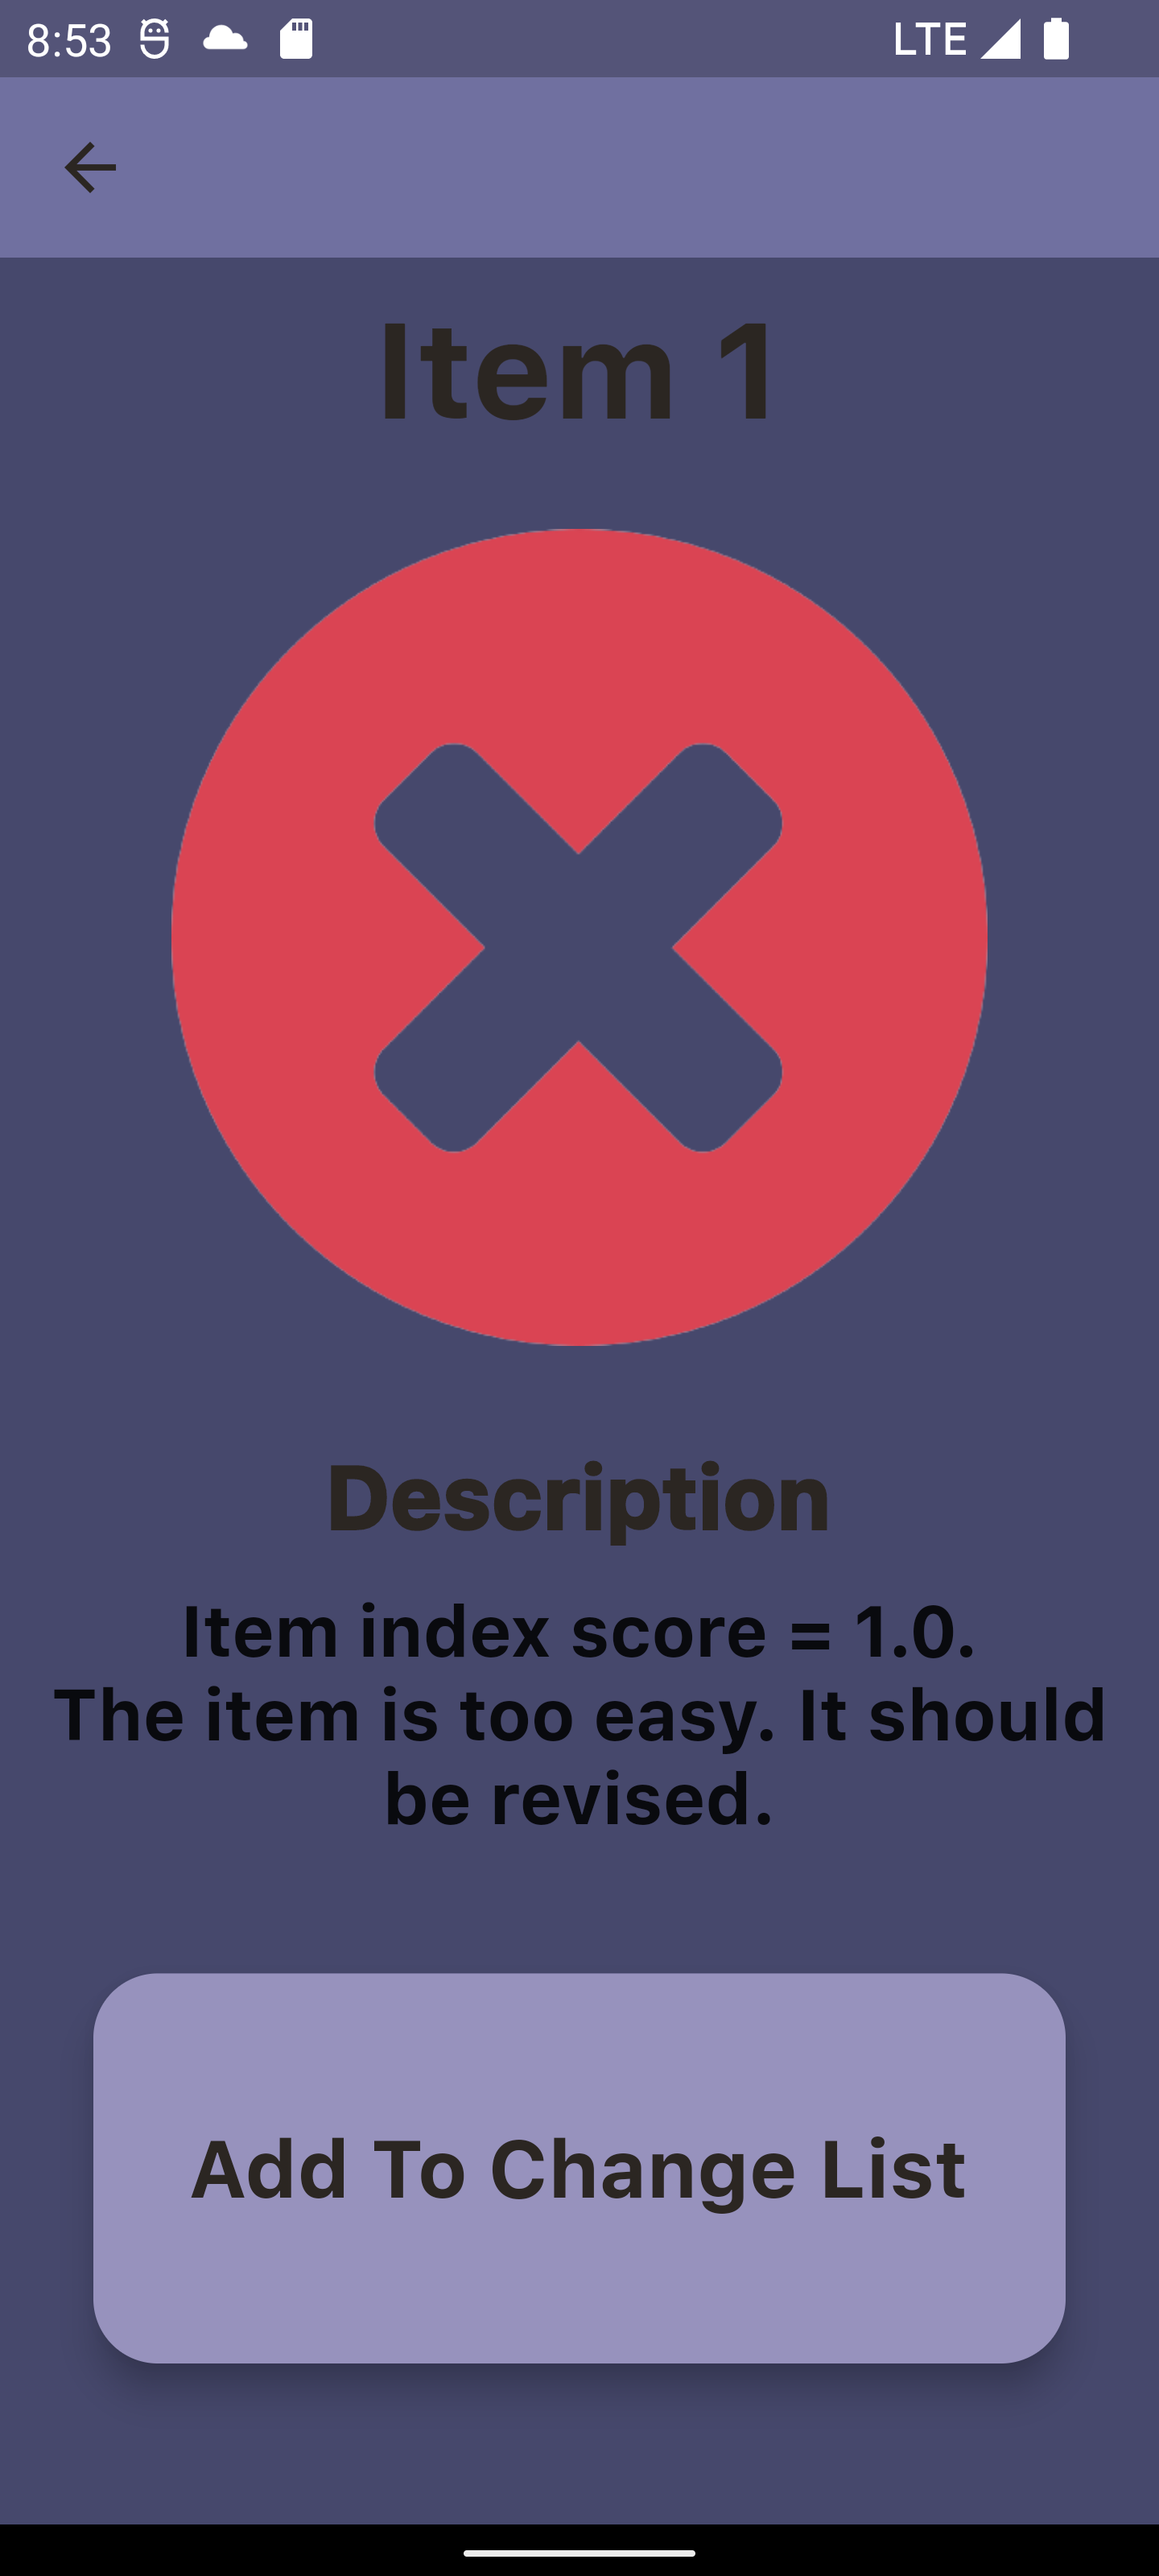 8:53
LTE
Item 1
Description
Item index score = 1.0.
The item is too easy. It should
be revised.
Add To Change List